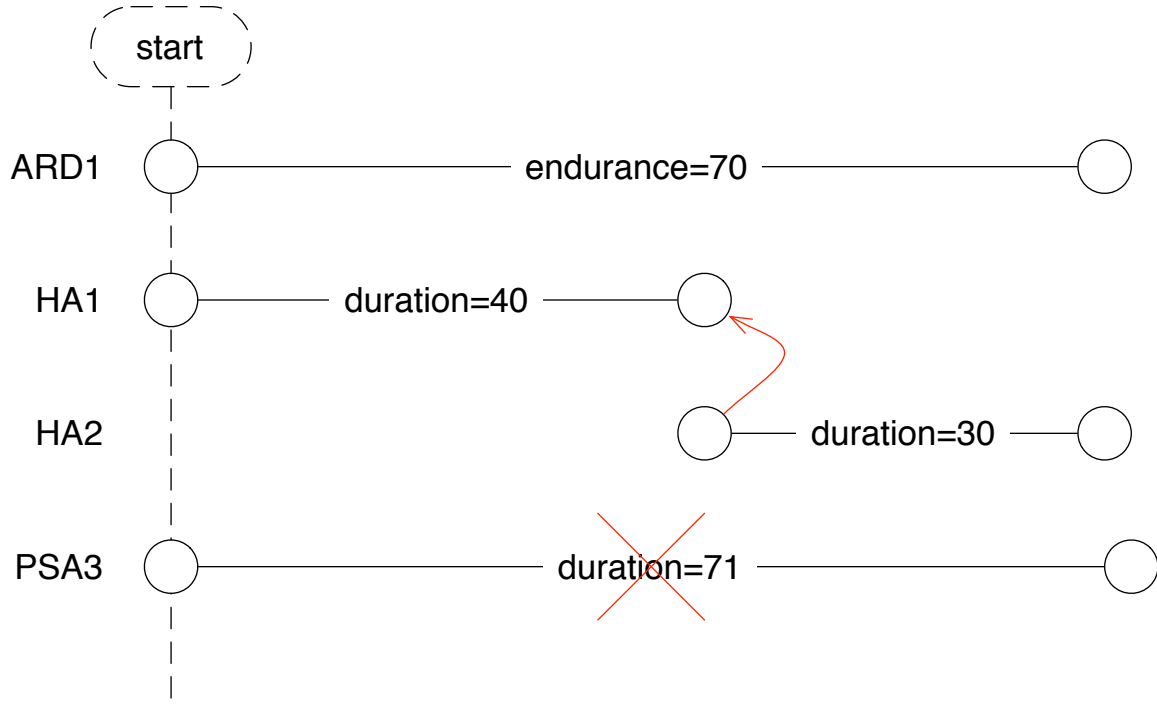 start
ARD1 endurance=70
HA1 duration=40
HA2 duration=30
PSA3 duration=71